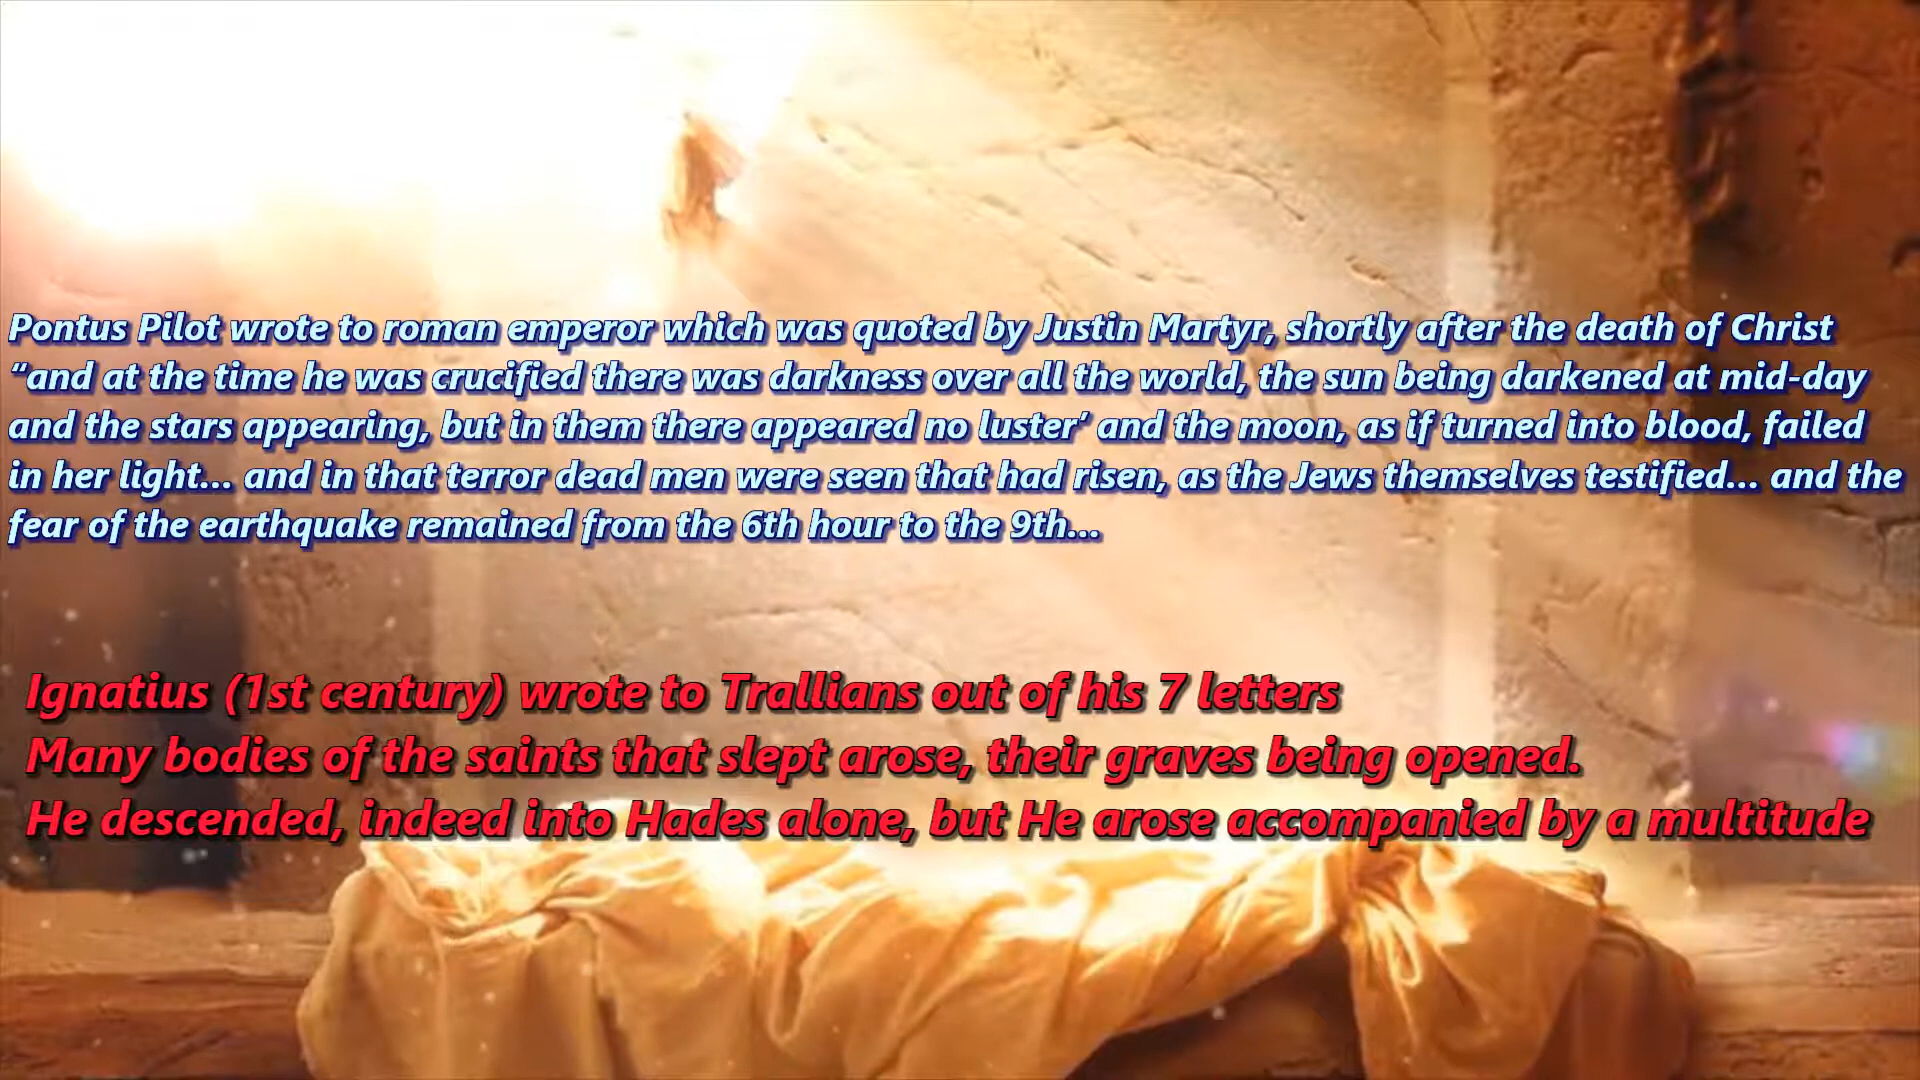 Pontus Pilot wrote to roman emperor which was quoted by Justin Martyr, shortly after the death of Christ
“and at the time he was crucified there was darkness over all the world, the sun being darkened at mid-day
and the stars appearing, but in them there appeared no luster’ and the moon, as if turned into blood, failed
in her light... and in that terror dead men were seen that had risen, as the Jews themselves testified... and the
fear of the earthquake remained from the 6th hour to the 9th...
Ignatius (1st century) wrote to Trallians out of his 7 letters
Many bodies of the saints that slept arose, their graves being opened.
He descended, indeed into Hades alone, but He arose accompanied by a multitude